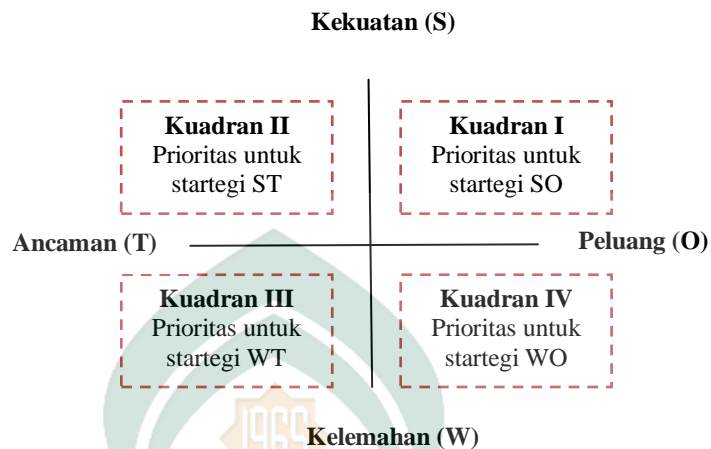 Kekuatan (S)
Kuadran II
Prioritas untuk
startegi ST
Kuadran I
Prioritas untuk
startegi SO
Ancaman (T)
Peluang (O)
Kuadran III
Prioritas untuk
startegi WT
Kuadran IV
Prioritas untuk
startegi WO
1965
Kelemahan (W)